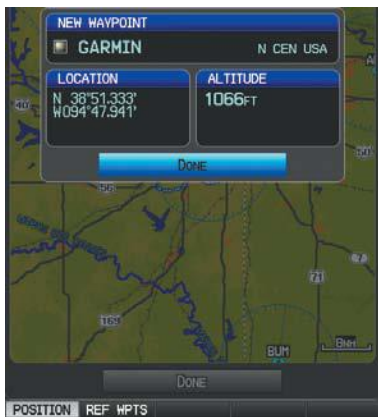 NEW WAYPOINT
GARMIN N CEN USA
LOCATION
N 38°51.333'
W094°47.941'
ALTITUDE
1066FT
DONE
40
50
56
71
169
BUM
8NM
DONE
POSITION REF WPTS